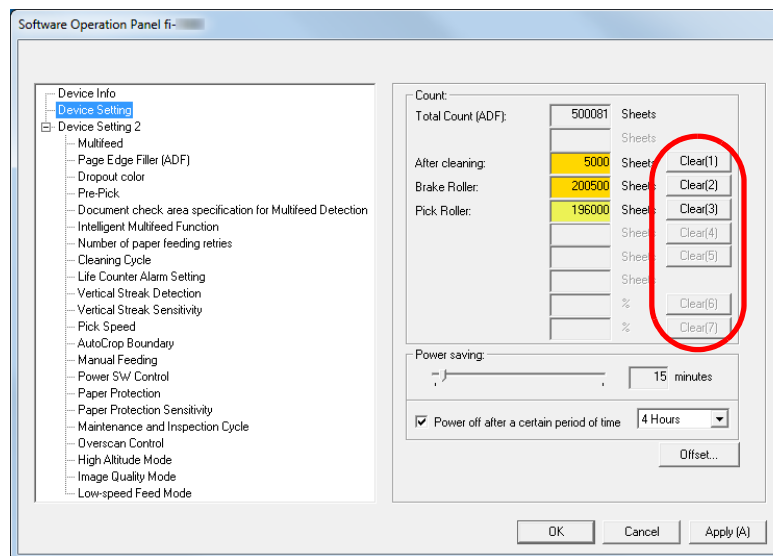 Software Operation Panel fi-
Device Info
Device Setting
Device Setting 2
Multifeed
Page Edge Filler (ADF)
Dropout color
Pre-Pick
Document check area specification for Multifeed Detection
Intelligent Multifeed Function
Number of paper feeding retries
Cleaning Cycle
Life Counter Alarm Setting
Vertical Streak Detection
Vertical Streak Sensitivity
Pick Speed
AutoCrop Boundary
Manual Feeding
Power SW Control
Paper Protection
Paper Protection Sensitivity
Maintenance and Inspection Cycle
Overscan Control
High Altitude Mode
Image Quality Mode
Low-speed Feed Mode
Count:
Total Count (ADF): 500081 Sheets
Sheets
After cleaning: 5000 Sheets Clear(1)
Brake Roller: 200500 Sheets Clear(2)
Pick Roller: 196000 Sheets Clear(3)
Sheets Clear(4)
Sheets Clear(5)
Sheets
% Clear(6)
% Clear(7)
Power saving:
15 minutes
Power off after a certain period of time 4 Hours
Offset...
OK Cancel Apply (A)